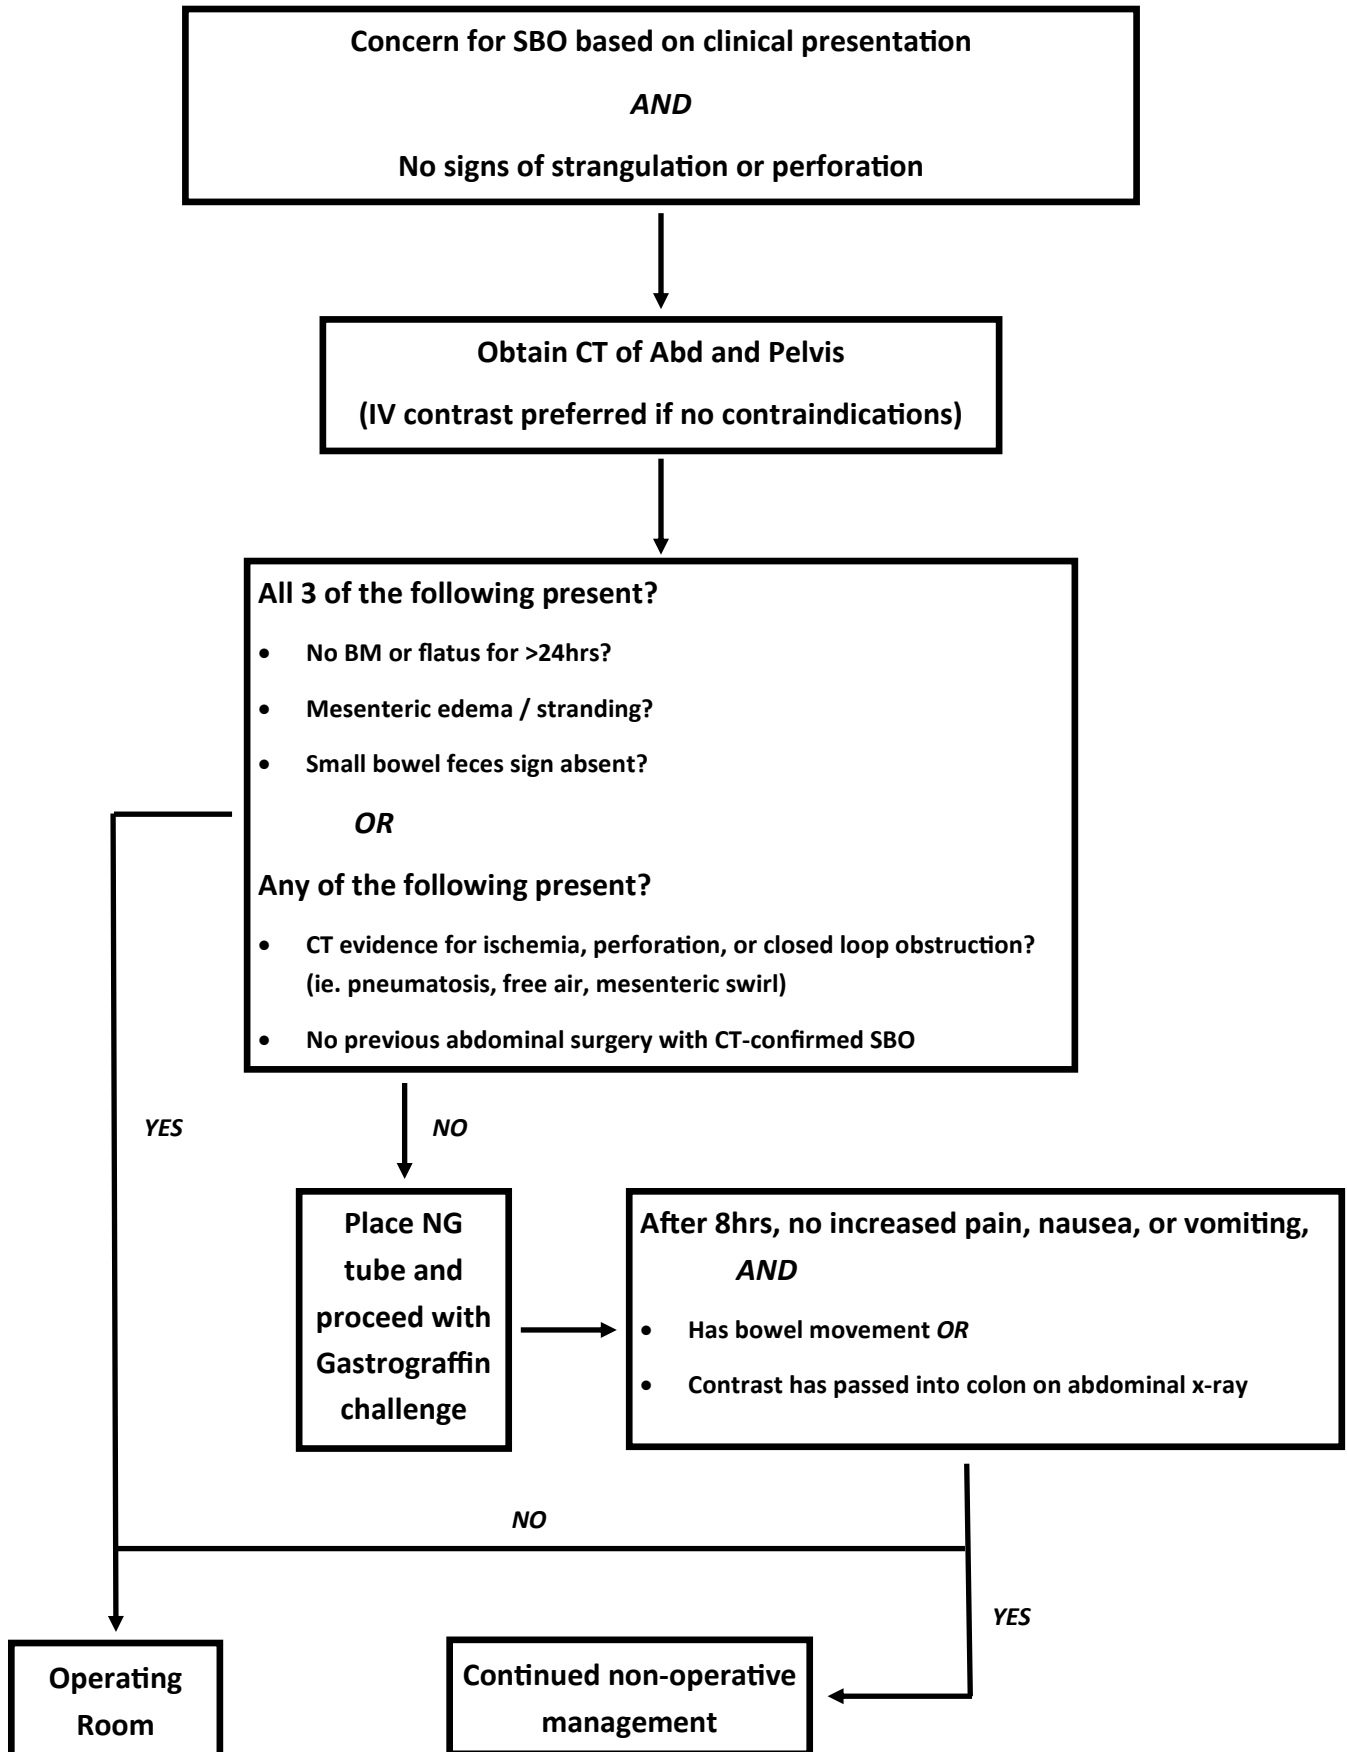 Concern for SBO based on clinical presentation
AND
No signs of strangulation or perforation
Obtain CT of Abd and Pelvis
(IV contrast preferred if no contraindications)
All 3 of the following present?
• No BM or flatus for >24hrs?
• Mesenteric edema / stranding?
• Small bowel feces sign absent?
OR
Any of the following present?
• CT evidence for ischemia, perforation, or closed loop obstruction?
(ie. pneumatosis, free air, mesenteric swirl)
• No previous abdominal surgery with CT-confirmed SBO
YES
NO
Place NG
tube and
proceed with
Gastrograffin
challenge
After 8hrs, no increased pain, nausea, or vomiting,
AND
• Has bowel movement OR
• Contrast has passed into colon on abdominal x-ray
NO
YES
Operating
Room
Continued non-operative
management